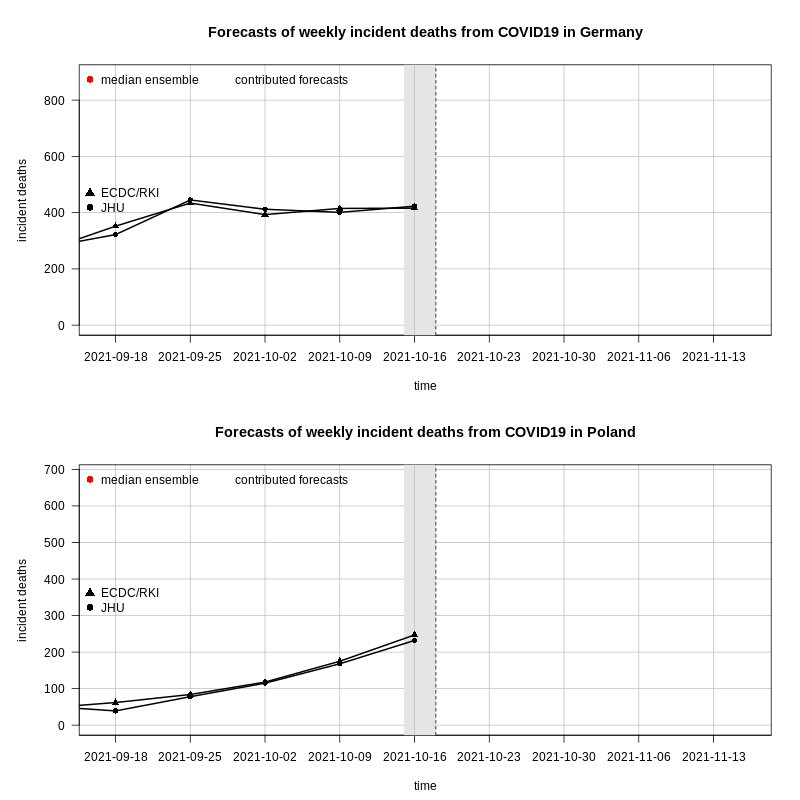 Forecasts of weekly incident deaths from COVID19 in Germany
median ensemble contributed forecasts
800
600
ECDC/RKI
JHU
400
200
0
incident deaths
2021-09-18 2021-09-25 2021-10-02 2021-10-09 2021-10-16 2021-10-23 2021-10-30 2021-11-06 2021-11-13
time
Forecasts of weekly incident deaths from COVID19 in Poland
700
median ensemble contributed forecasts
600
500
400
ECDC/RKI
JHU
300
200
100
0
incident deaths
2021-09-18 2021-09-25 2021-10-02 2021-10-09 2021-10-16 2021-10-23 2021-10-30 2021-11-06 2021-11-13
time